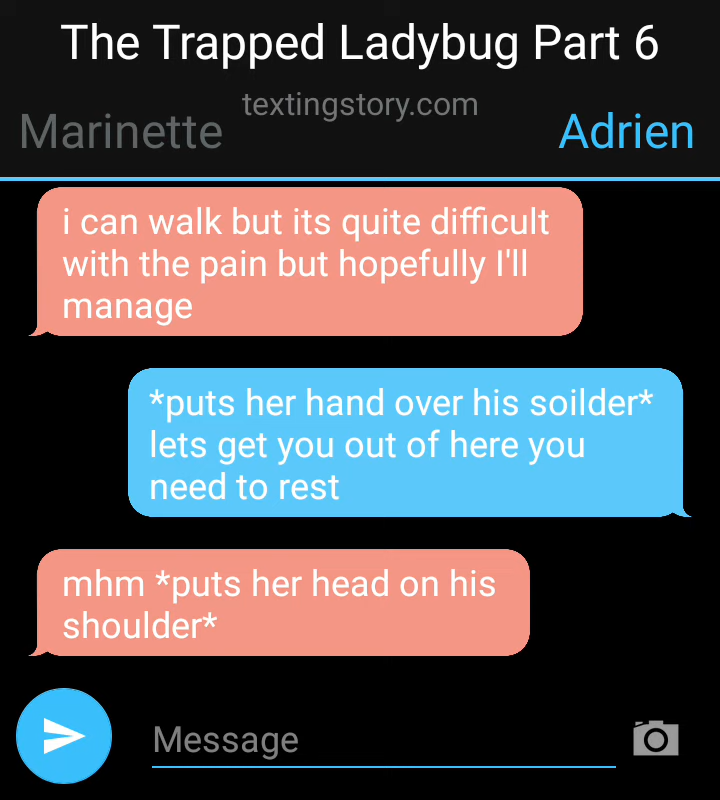 The Trapped Ladybug Part 6
textingstory.com
Marinette
Adrien
i can walk but its quite difficult
with the pain but hopefully I'll
manage
*puts her hand over his soilder*
lets get you out of here you
need to rest
mhm *puts her head on his
shoulder*
Message